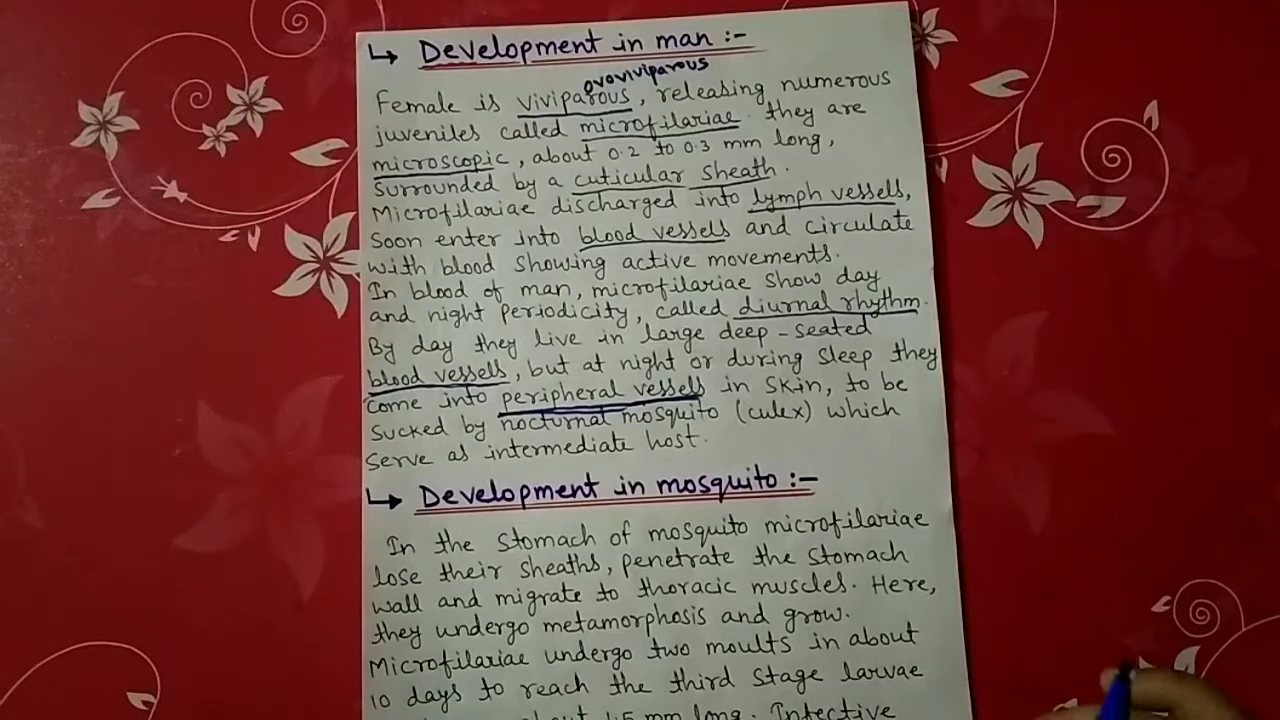 ↳ Development in man :-
ovoviviparous
Female is viviparous, releasing numerous
juveniles called microfilariae. they are
microscopic, about 0.2 to 0.3 mm long,
surrounded by a cuticular sheath.
Microfilariae discharged into lymph vessels,
soon enter into blood vessels and circulate
with blood showing active movements.
In blood of man, microfilariae show day
and night periodicity, called diurnal rhythm.
By day they live in large deep-seated
blood vessels, but at night or during sleep they
come into peripheral vessels in skin, to be
sucked by nocturnal mosquito (culex) which
serve as intermediate host.
↳ Development in mosquito :-
In the stomach of mosquito microfilariae
lose their sheaths, penetrate the stomach
wall and migrate to thoracic muscles. Here,
they undergo metamorphosis and grow.
Microfilariae undergo two moults in about
10 days to reach the third stage larvae
mm long. Infective